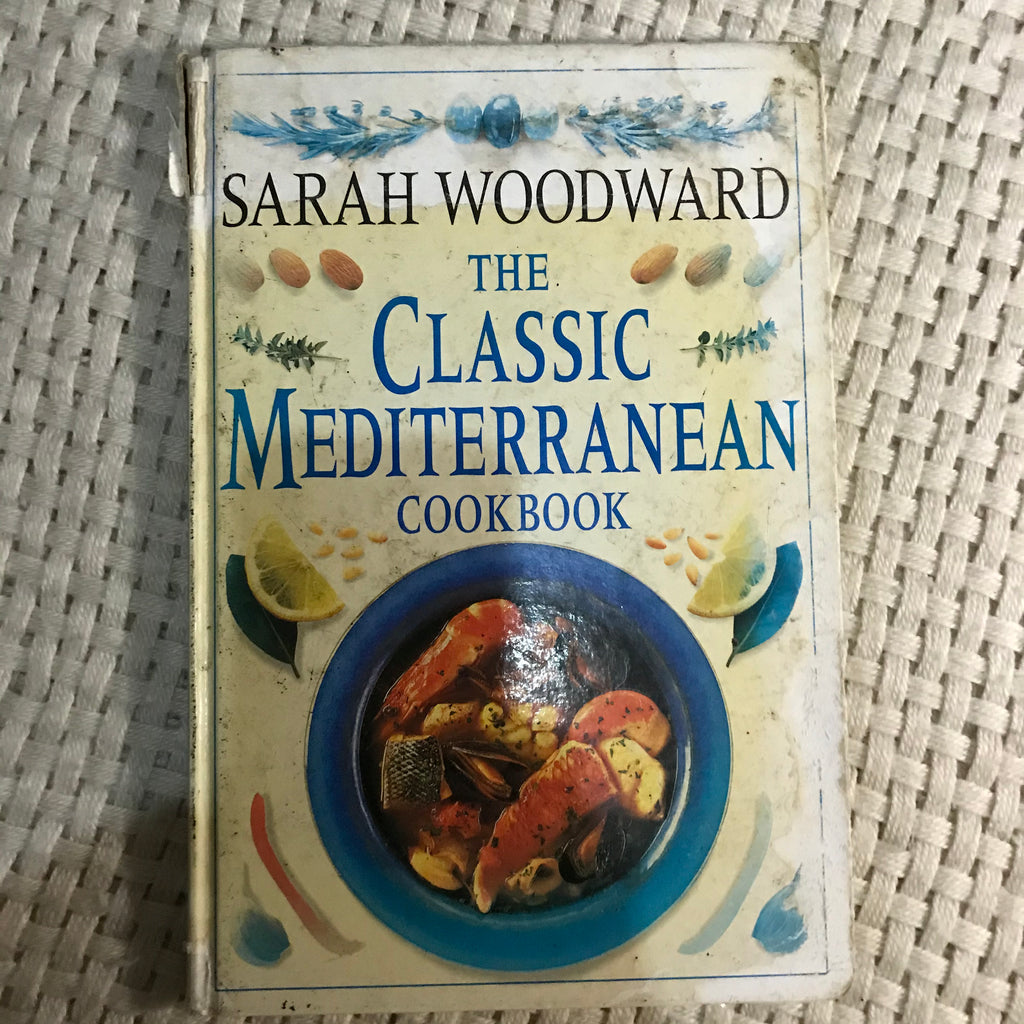 SARAH WOODWARD
THE
CLASSIC
MEDITERRANEAN
COOKBOOK